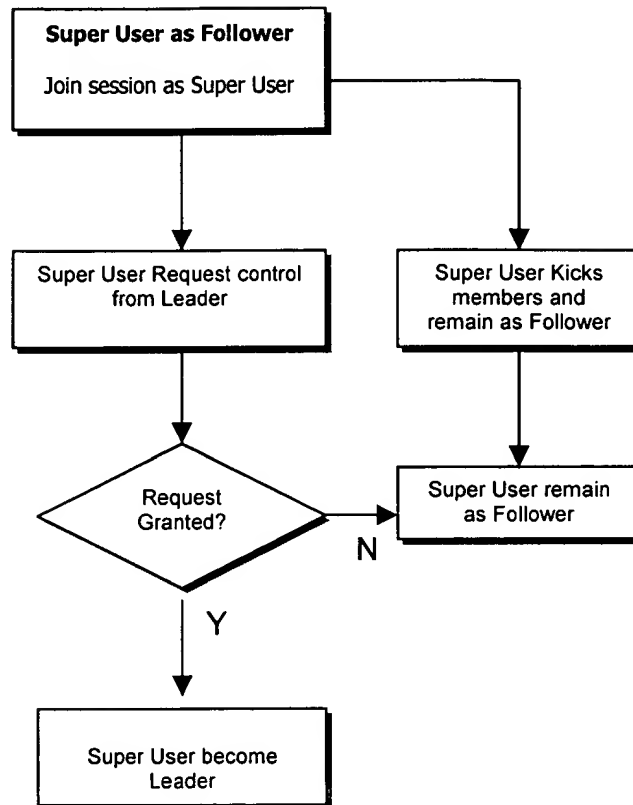 Super User as Follower
Join session as Super User
Super User Request control
from Leader
Super User Kicks
members and
remain as Follower
Request
Granted?
N
Super User remain
as Follower
Y
Super User become
Leader